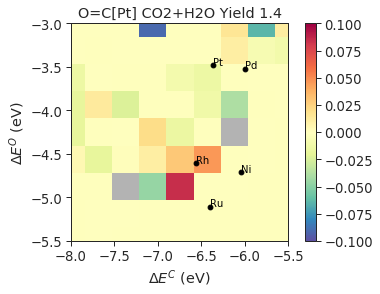 O=C[Pt] CO2+H2O Yield 1.4
−3.0
−3.5
−4.0
−4.5
−5.0
−5.5
ΔE^O (eV)
Pt
Pd
Rh
Ni
Ru
−8.0 −7.5 −7.0 −6.5 −6.0 −5.5
ΔE^C (eV)
0.100
0.075
0.050
0.025
0.000
−0.025
−0.050
−0.075
−0.100